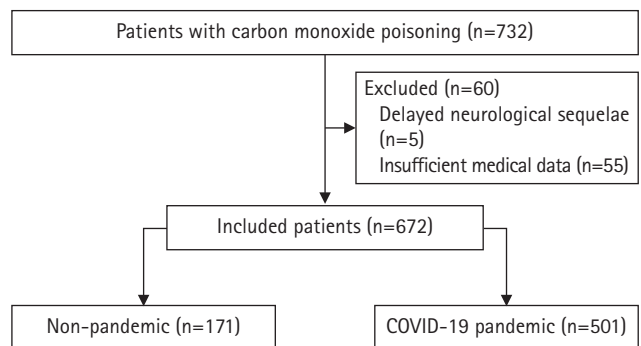 Patients with carbon monoxide poisoning (n=732)
Excluded (n=60)
Delayed neurological sequelae
(n=5)
Insufficient medical data (n=55)
Included patients (n=672)
Non-pandemic (n=171)
COVID-19 pandemic (n=501)